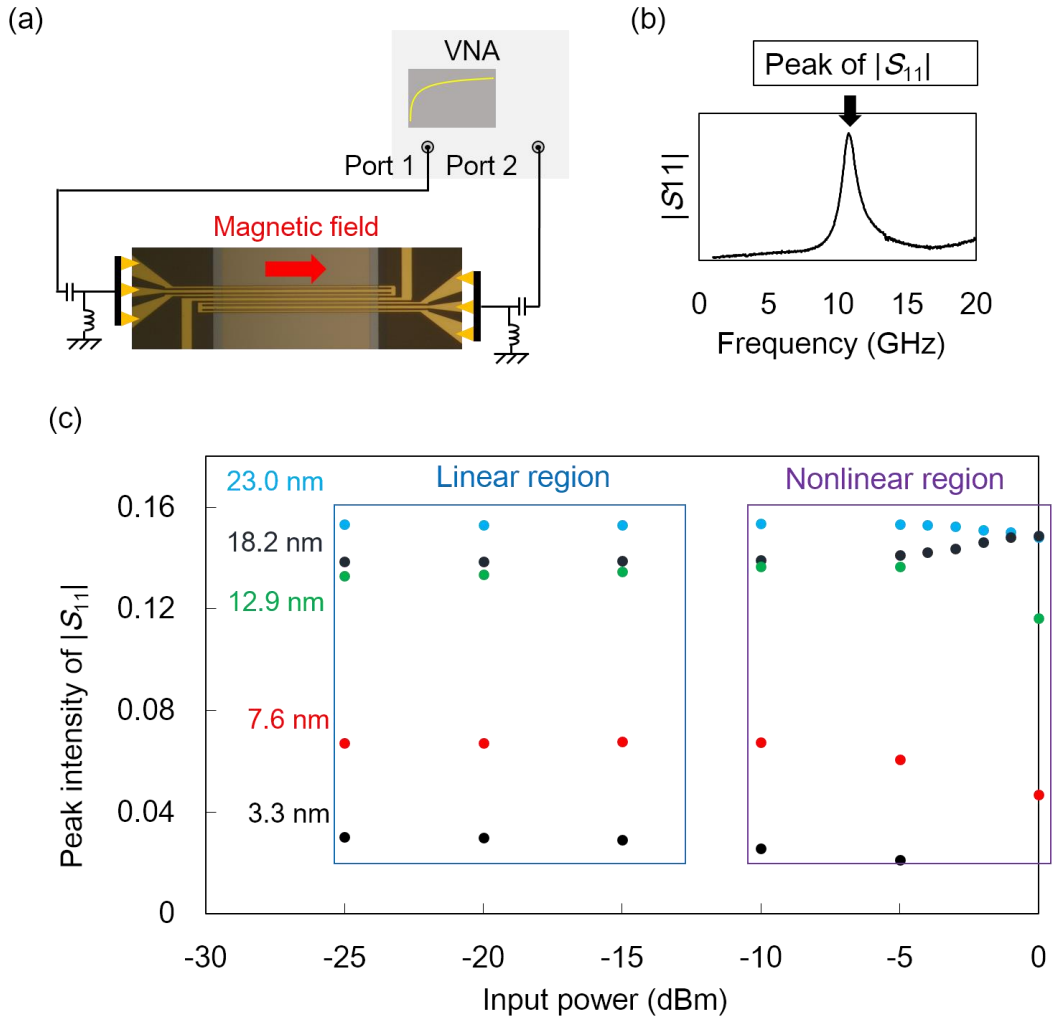 (a)
VNA
Port 1
Port 2
Magnetic field
(b)
Peak of |S₁₁|
|S11|
0
5
10
15
20
Frequency (GHz)
(c)
23.0 nm
Linear region
Nonlinear region
18.2 nm
12.9 nm
7.6 nm
3.3 nm
0.16
0.12
0.08
0.04
0
Peak intensity of |S₁₁|
-30
-25
-20
-15
-10
-5
0
Input power (dBm)